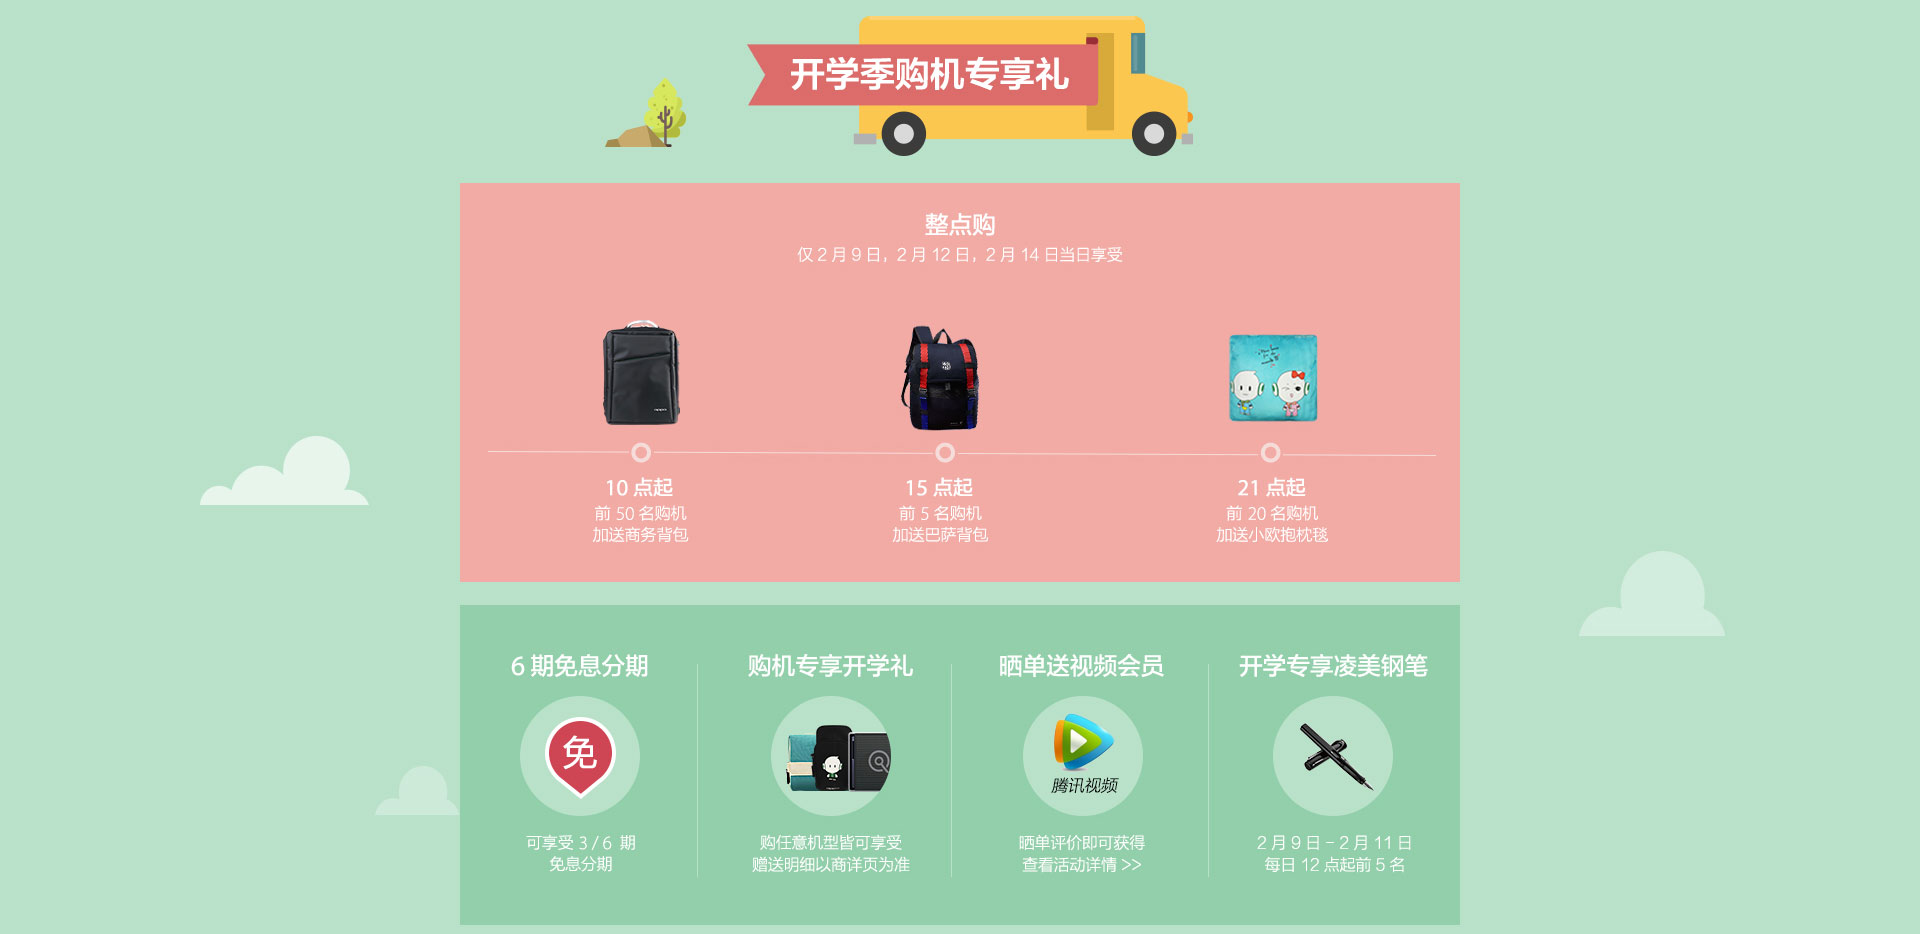 开学季购机专享礼
整点购
仅 2 月 9 日，2 月 12 日，2 月 14 日当日享受
10 点起
前 50 名购机
加送商务背包
15 点起
前 5 名购机
加送巴萨背包
21 点起
前 20 名购机
加送小欧抱枕毯
6 期免息分期
免
可享受 3 / 6 期
免息分期
购机专享开学礼
购任意机型皆可享受
赠送明细以商详页为准
晒单送视频会员
腾讯视频
晒单评价即可获得
查看活动详情 >>
开学专享凌美钢笔
2 月 9 日 – 2 月 11 日
每日 12 点起前 5 名